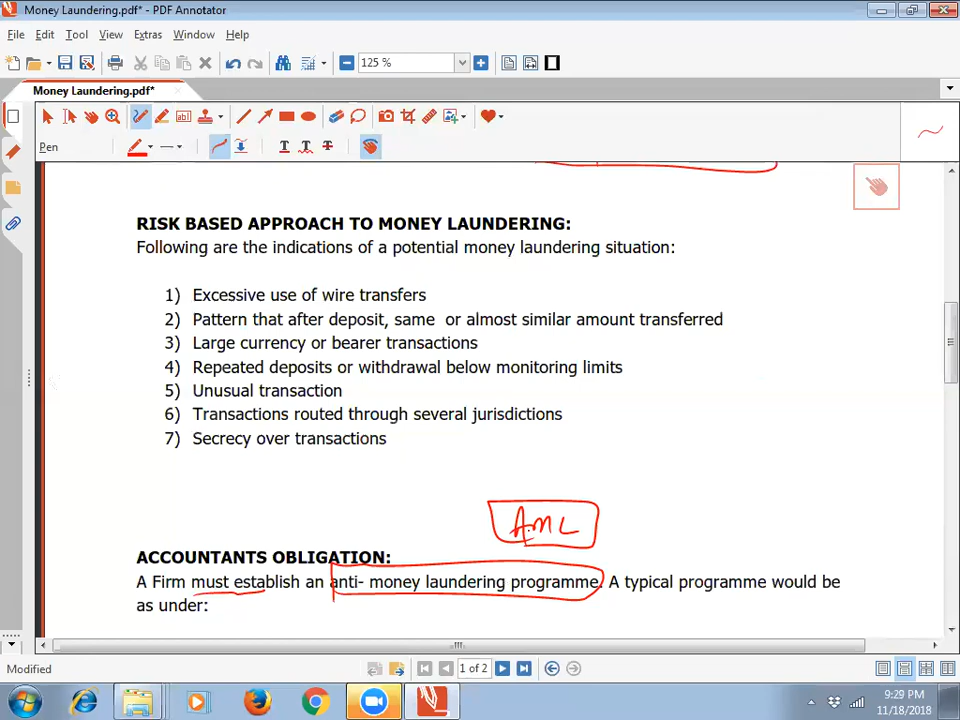 Money Laundering.pdf* - PDF Annotator
File Edit Tool View Extras Window Help
125 %
Money Laundering.pdf*
Pen
RISK BASED APPROACH TO MONEY LAUNDERING:
Following are the indications of a potential money laundering situation:
1) Excessive use of wire transfers
2) Pattern that after deposit, same or almost similar amount transferred
3) Large currency or bearer transactions
4) Repeated deposits or withdrawal below monitoring limits
5) Unusual transaction
6) Transactions routed through several jurisdictions
7) Secrecy over transactions
AML
ACCOUNTANTS OBLIGATION:
A Firm must establish an anti- money laundering programme. A typical programme would be
as under:
1 of 2
Modified
9:29 PM
11/18/2018